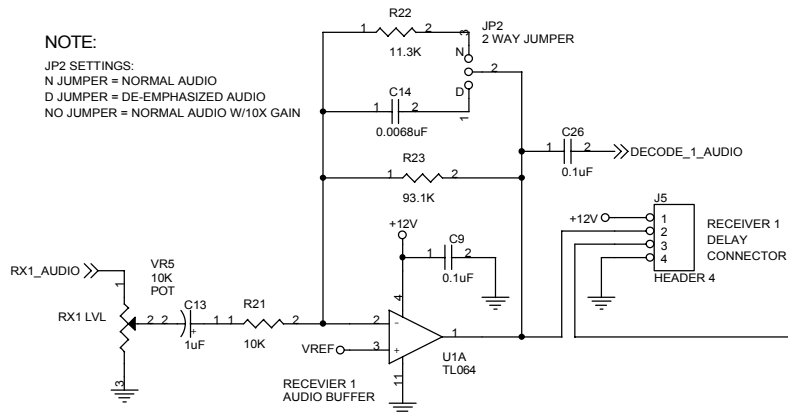 R22
1
2
11.3K
3
JP2
2 WAY JUMPER
N
2
D
1
NOTE:
JP2 SETTINGS:
N JUMPER = NORMAL AUDIO
D JUMPER = DE-EMPHASIZED AUDIO
NO JUMPER = NORMAL AUDIO W/10X GAIN
C14
1
2
0.0068uF
R23
1
2
93.1K
C26
1
2
DECODE_1_AUDIO
0.1uF
+12V
C9
1
2
0.1uF
J5
+12V
1
2
3
4
RECEIVER 1
DELAY
CONNECTOR
HEADER 4
RX1_AUDIO
1
VR5
10K
POT
RX1 LVL
2
3
C13
2
1
+
1uF
R21
1
2
10K
2
-
4
1
VREF
3
+
11
U1A
TL064
RECEVIER 1
AUDIO BUFFER